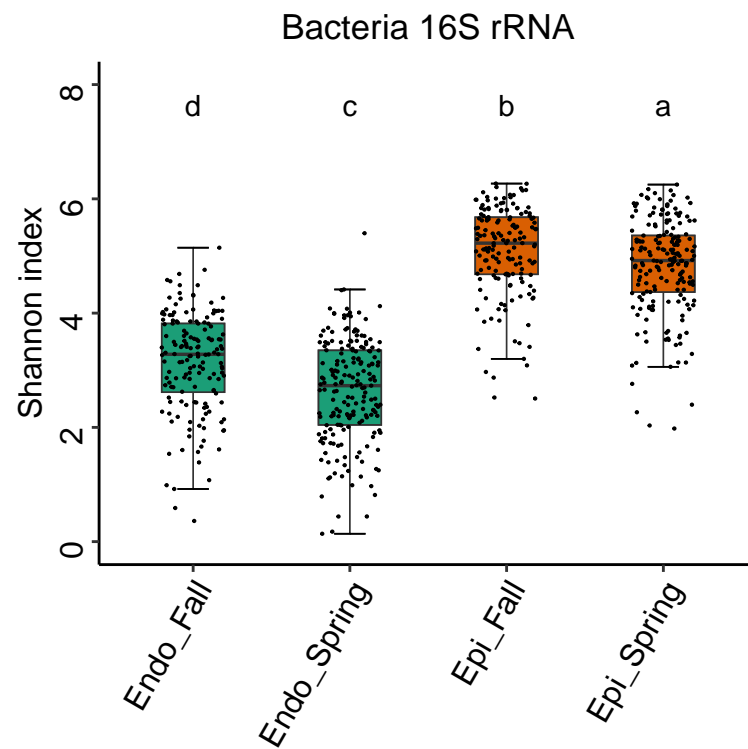 Bacteria 16S rRNA
Shannon index
8
6
4
2
0
d c b a
Endo_Fall
Endo_Spring
Epi_Fall
Epi_Spring